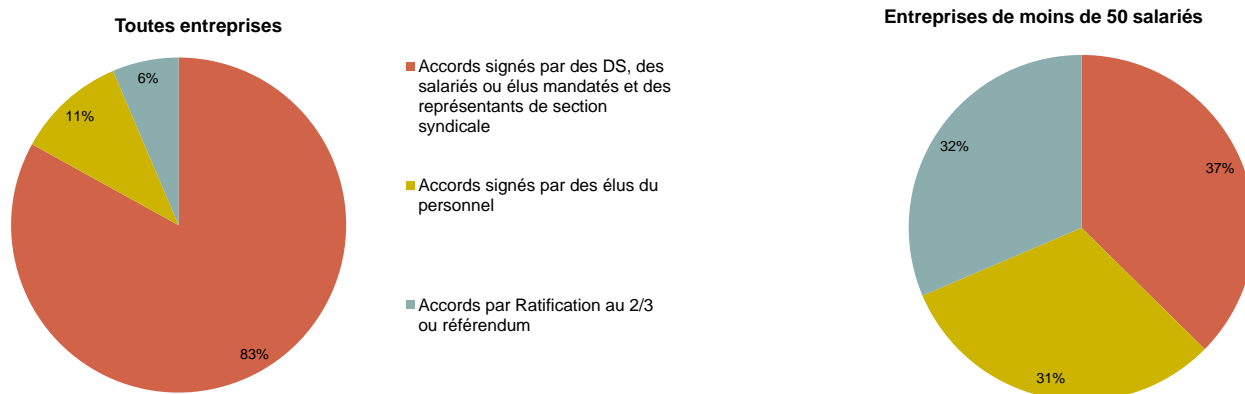 Toutes entreprises
6%
11%
83%
Accords signés par des DS, des
salariés ou élus mandatés et des
représentants de section
syndicale
Accords signés par des élus du
personnel
Accords par Ratification au 2/3
ou référendum
Entreprises de moins de 50 salariés
32%
37%
31%